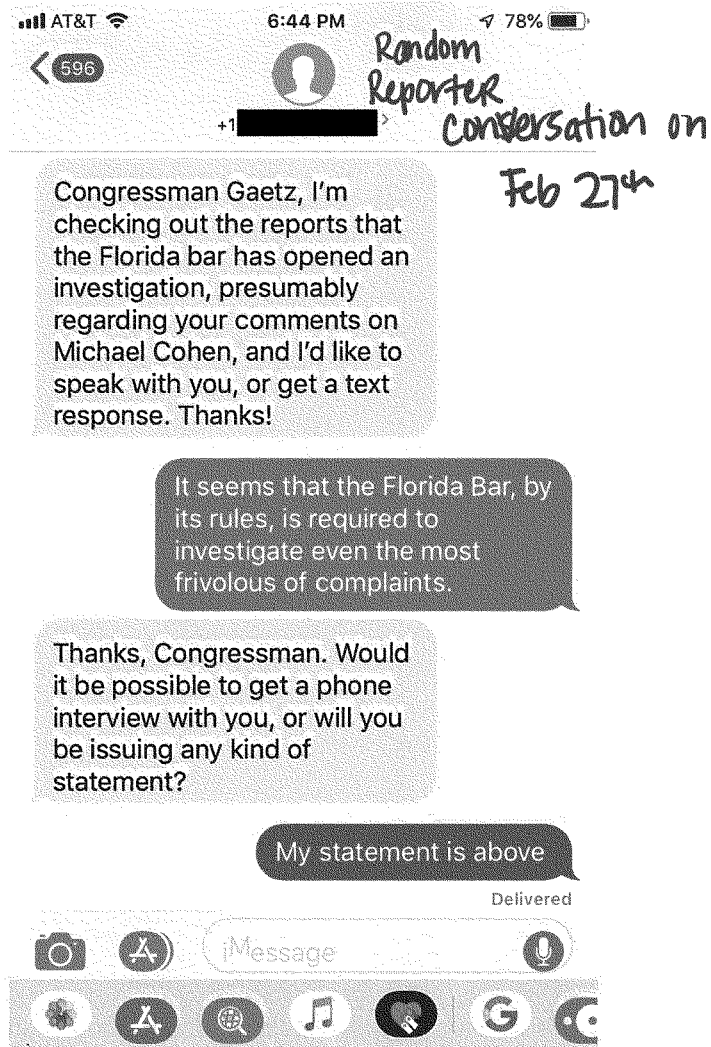 AT&T
6:44 PM
78%
596
Random
Reporter
Conversation on
Feb 27th
+1
Congressman Gaetz, I'm
checking out the reports that
the Florida bar has opened an
investigation, presumably
regarding your comments on
Michael Cohen, and I'd like to
speak with you, or get a text
response. Thanks!
It seems that the Florida Bar, by
its rules, is required to
investigate even the most
frivolous of complaints.
Thanks, Congressman. Would
it be possible to get a phone
interview with you, or will you
be issuing any kind of
statement?
My statement is above
Delivered
iMessage
G